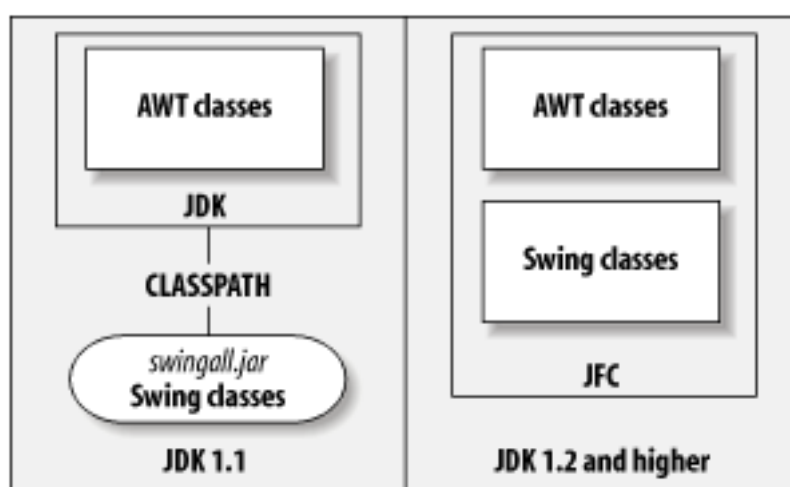 AWT classes
JDK
CLASSPATH
swingall.jar
Swing classes
JDK 1.1
AWT classes
Swing classes
JFC
JDK 1.2 and higher